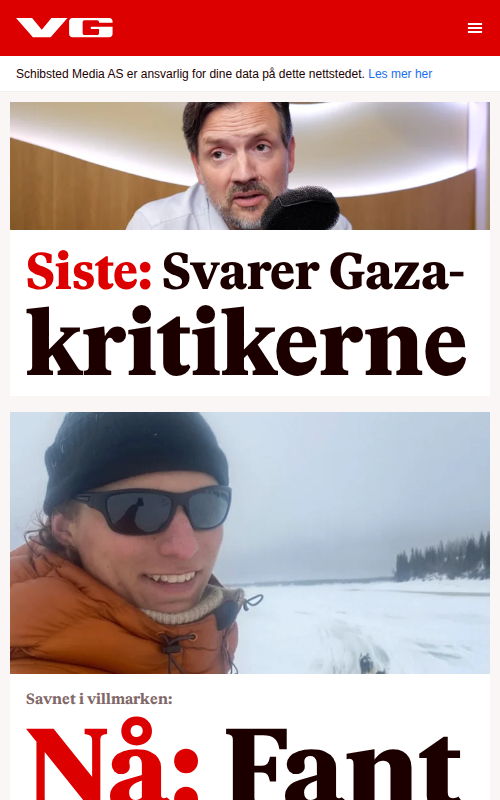 VG
Schibsted Media AS er ansvarlig for dine data på dette nettstedet. Les mer her
Siste: Svarer Gaza-
kritikerne
Savnet i villmarken:
Nå: Fant